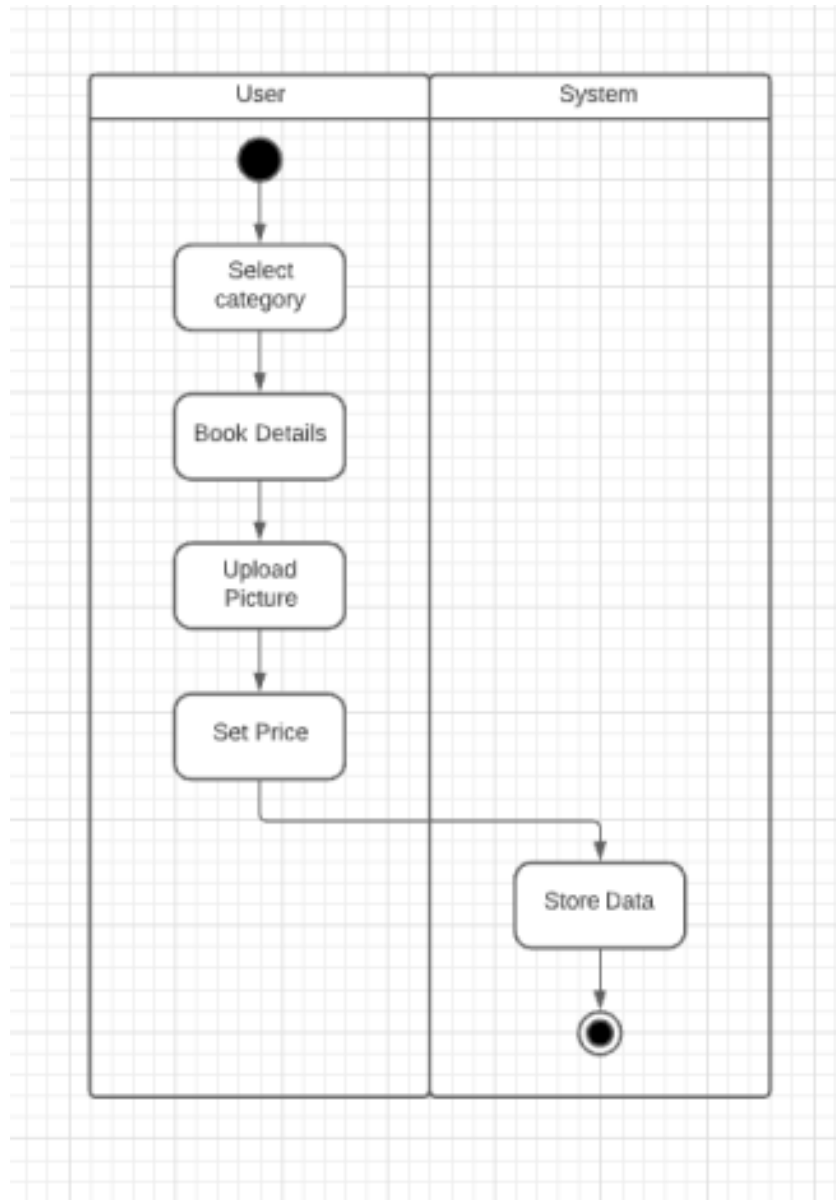 User
System
Select
category
Book Details
Upload
Picture
Set Price
Store Data